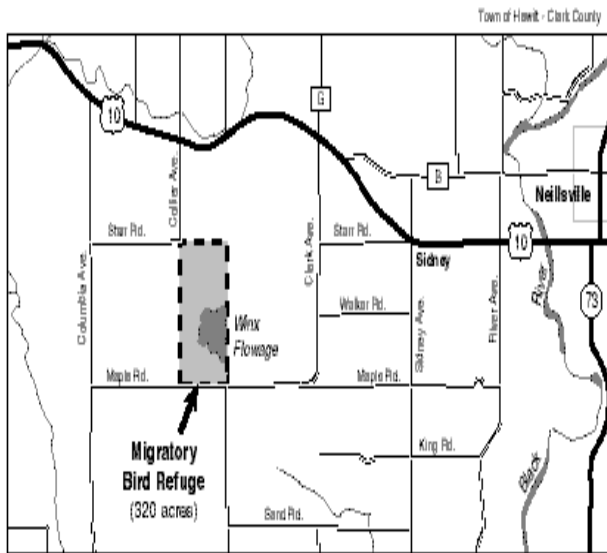 Town of Hewitt - Clark County
10
G
B
Neillsville
Collier Ave.
Starr Rd.
Clark Ave.
Starr Rd.
Sidney
10
River
73
Columbia Ave.
Walker Rd.
Sidney Ave.
River Ave.
Winx
Flowage
Maple Rd.
Maple Rd.
Migratory
Bird Refuge
(320 acres)
King Rd.
Black
Sand Rd.